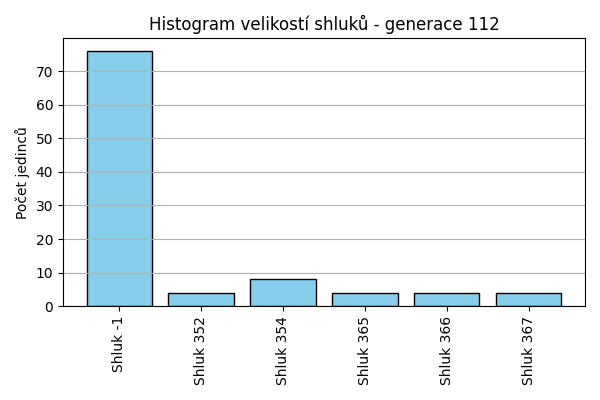 Histogram velikostí shluků - generace 112
Počet jedinců
70
60
50
40
30
20
10
0
Shluk -1
Shluk 352
Shluk 354
Shluk 365
Shluk 366
Shluk 367